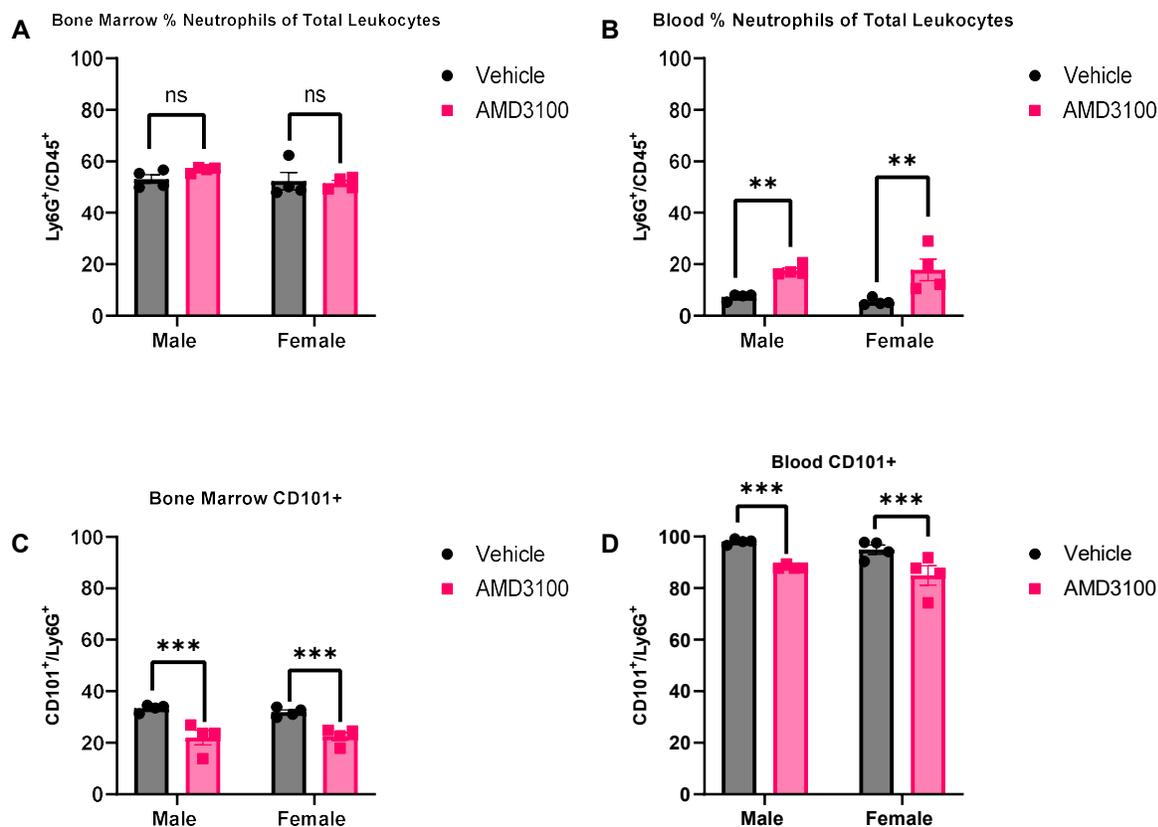 A
Bone Marrow % Neutrophils of Total Leukocytes
Ly6G⁺/CD45⁺
100
80
60
40
20
0
ns
ns
Male
Female
Vehicle
AMD3100
B
Blood % Neutrophils of Total Leukocytes
Ly6G⁺/CD45⁺
100
80
60
40
20
0
**
**
Male
Female
Vehicle
AMD3100
C
Bone Marrow CD101+
CD101⁺/Ly6G⁺
100
80
60
40
20
0
***
***
Male
Female
Vehicle
AMD3100
D
Blood CD101+
CD101⁺/Ly6G⁺
100
80
60
40
20
0
***
***
Male
Female
Vehicle
AMD3100